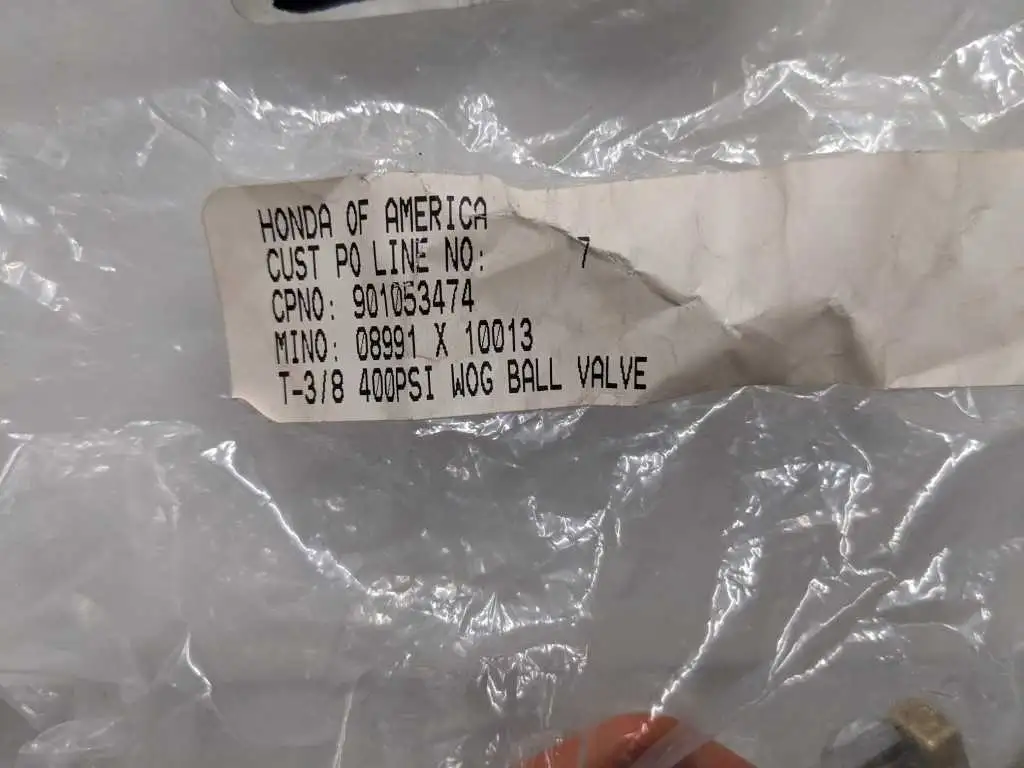 HONDA OF AMERICA
CUST PO LINE NO: 7
CPNO: 901053474
MINO: 08991 X 10013
T-3/8 400PSI WOG BALL VALVE